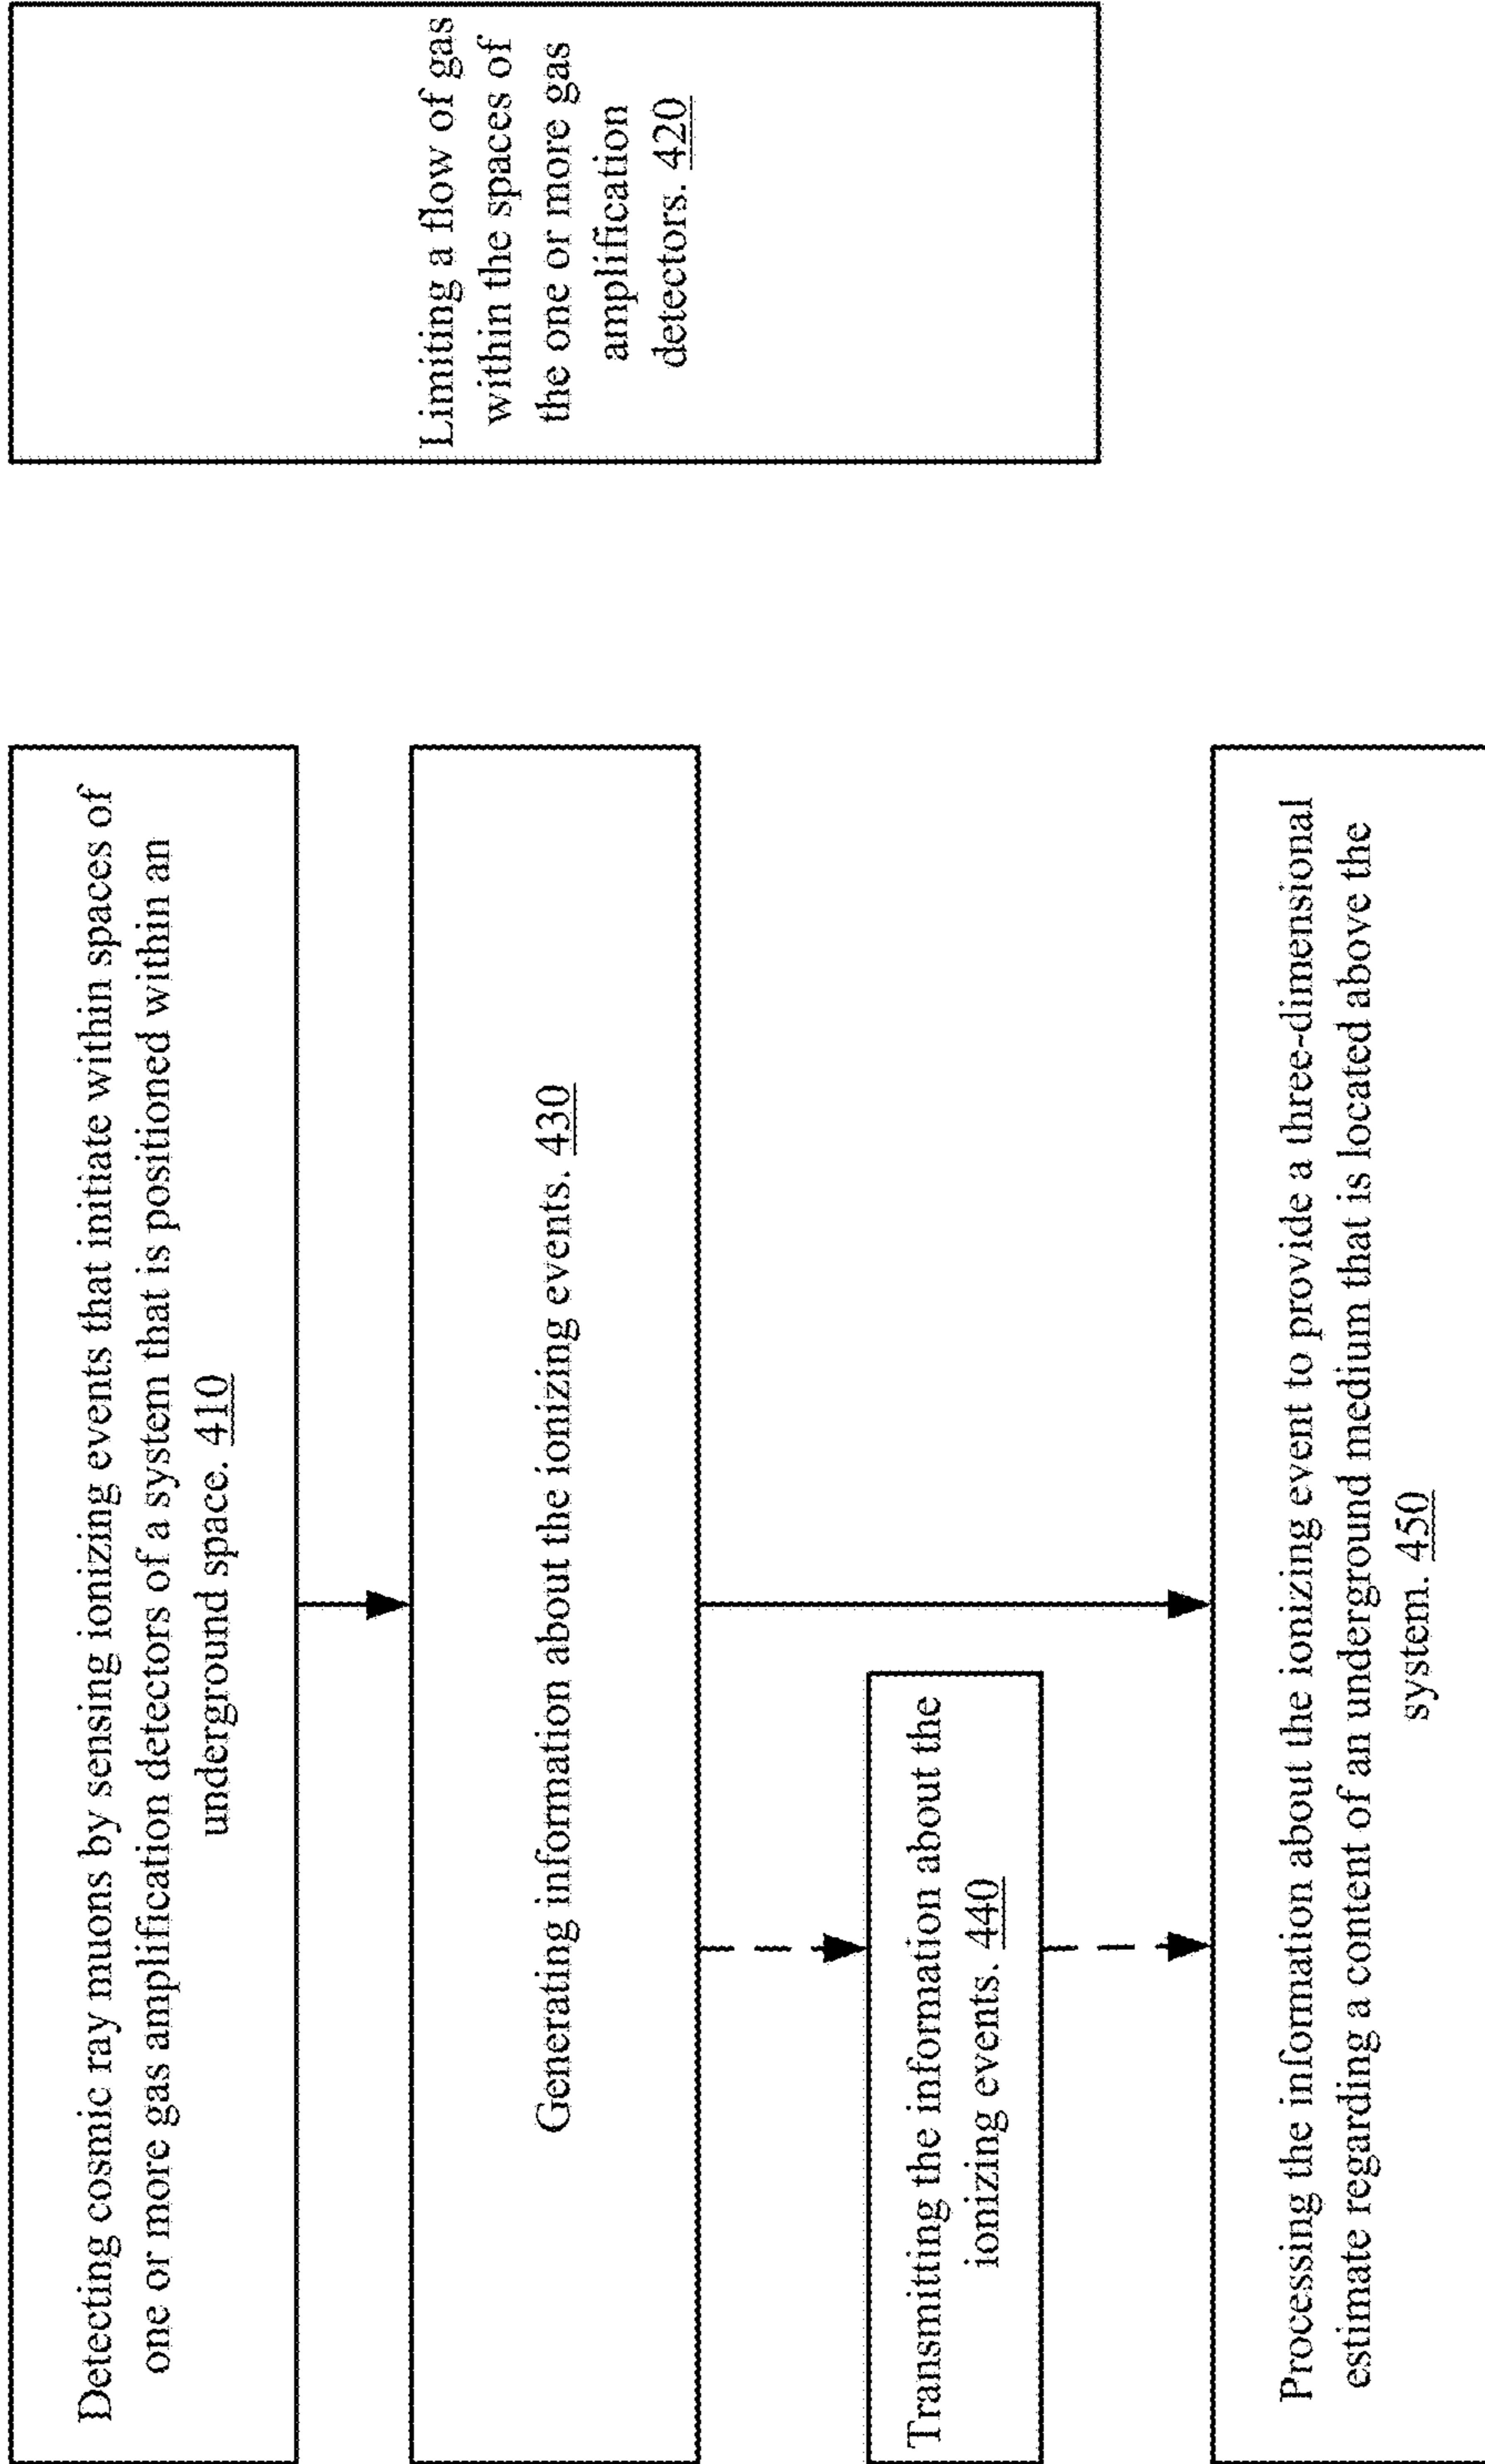 Detecting cosmic ray muons by sensing ionizing events that initiate within spaces of
one or more gas amplification detectors of a system that is positioned within an
underground space. 410
Limiting a flow of gas
within the spaces of
the one or more gas
amplification
detectors. 420
Generating information about the ionizing events. 430
Transmitting the information about the
ionizing events. 440
Processing the information about the ionizing event to provide a three-dimensional
estimate regarding a content of an underground medium that is located above the
system. 450